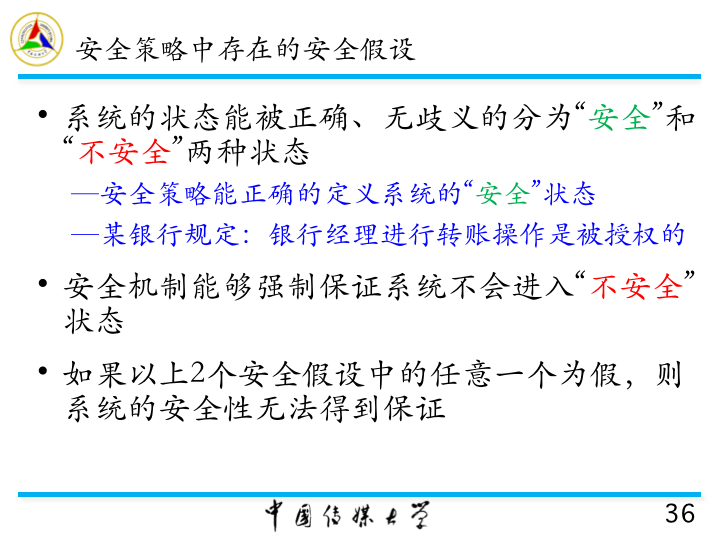 安全策略中存在的安全假设
• 系统的状态能被正确、无歧义的分为“安全”和
“不安全”两种状态
—安全策略能正确的定义系统的“安全”状态
—某银行规定：银行经理进行转账操作是被授权的
• 安全机制能够强制保证系统不会进入“不安全”
状态
• 如果以上2个安全假设中的任意一个为假，则
系统的安全性无法得到保证
中国传媒大学
36